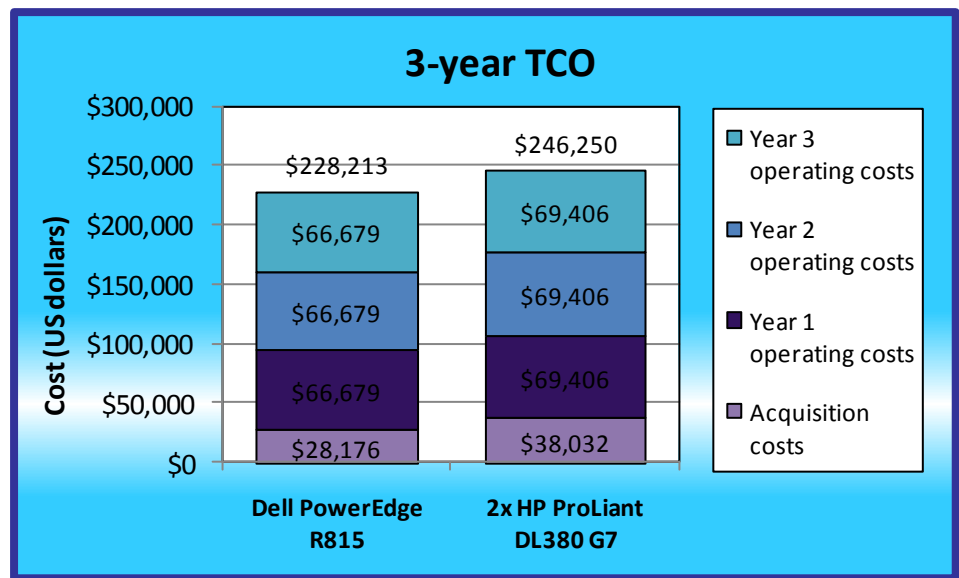 3-year TCO
Cost (US dollars)
$300,000
$250,000
$200,000
$150,000
$100,000
$50,000
$0
$228,213
$66,679
$66,679
$66,679
$28,176
$246,250
$69,406
$69,406
$69,406
$38,032
Dell PowerEdge
R815
2x HP ProLiant
DL380 G7
Year 3
operating costs
Year 2
operating costs
Year 1
operating costs
Acquisition
costs